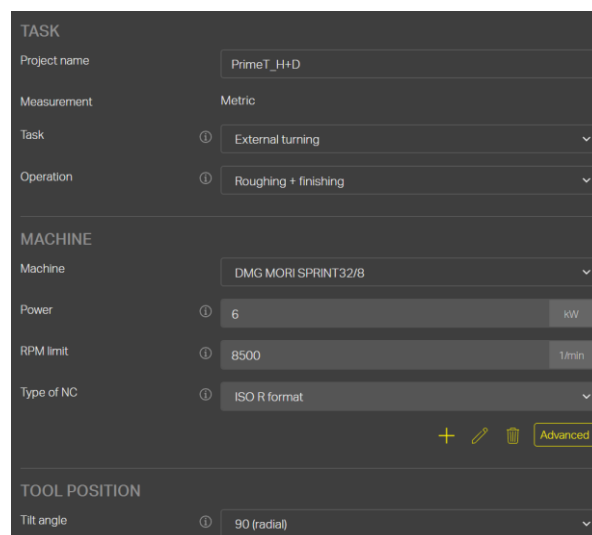 TASK
Project name PrimeT_H+D
Measurement Metric
Task External turning
Operation Roughing + finishing
MACHINE
Machine DMG MORI SPRINT32/8
Power 6 kW
RPM limit 8500 1/min
Type of NC ISO R format
Advanced
TOOL POSITION
Tilt angle 90 (radial)